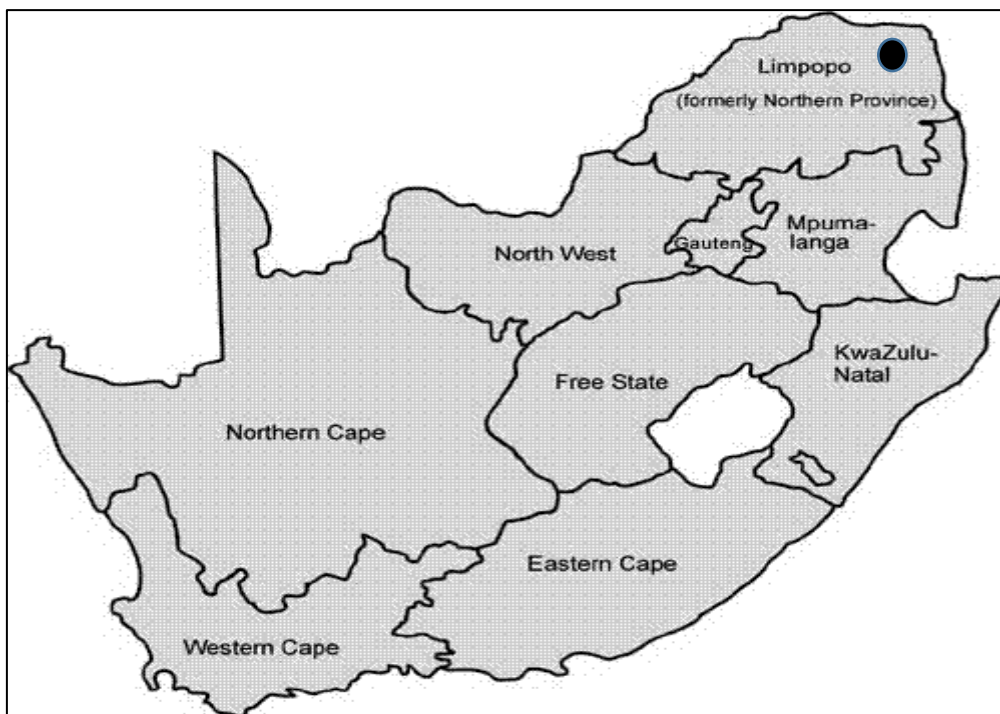 Limpopo
(formerly Northern Province)
Mpuma-
langa
Gauteng
North West
KwaZulu-
Natal
Free State
Northern Cape
Eastern Cape
Western Cape